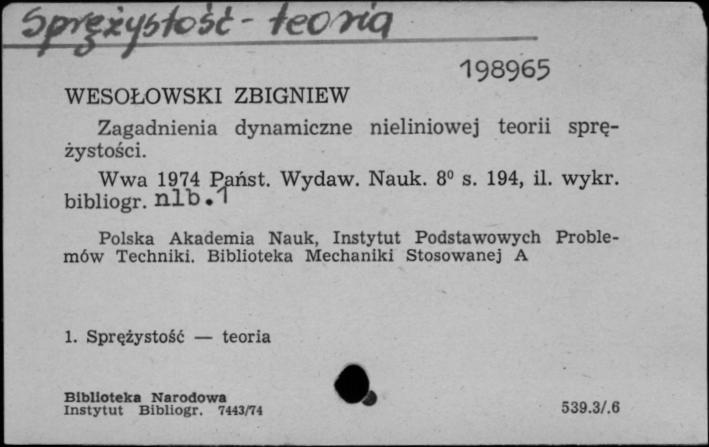 Sprężystość - teoria
198965
WESOŁOWSKI ZBIGNIEW
Zagadnienia dynamiczne nieliniowej teorii sprę-
żystości.
Wwa 1974 Państ. Wydaw. Nauk. 8⁰ s. 194, il. wykr.
bibliogr. nlb. 1
Polska Akademia Nauk, Instytut Podstawowych Proble-
mów Techniki. Biblioteka Mechaniki Stosowanej A
1. Sprężystość — teoria
Biblioteka Narodowa
Instytut Bibliogr. 7443/74
539.3/.6